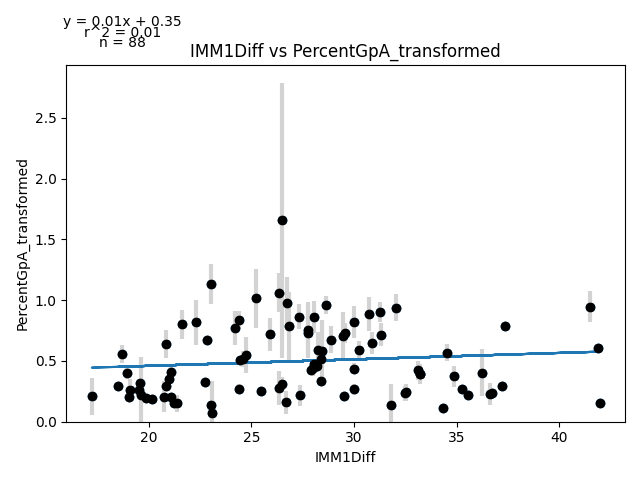 y = 0.01x + 0.35
r^2 = 0.01
n = 88
IMM1Diff vs PercentGpA_transformed
PercentGpA_transformed
2.5
2.0
1.5
1.0
0.5
0.0
20 25 30 35 40
IMM1Diff